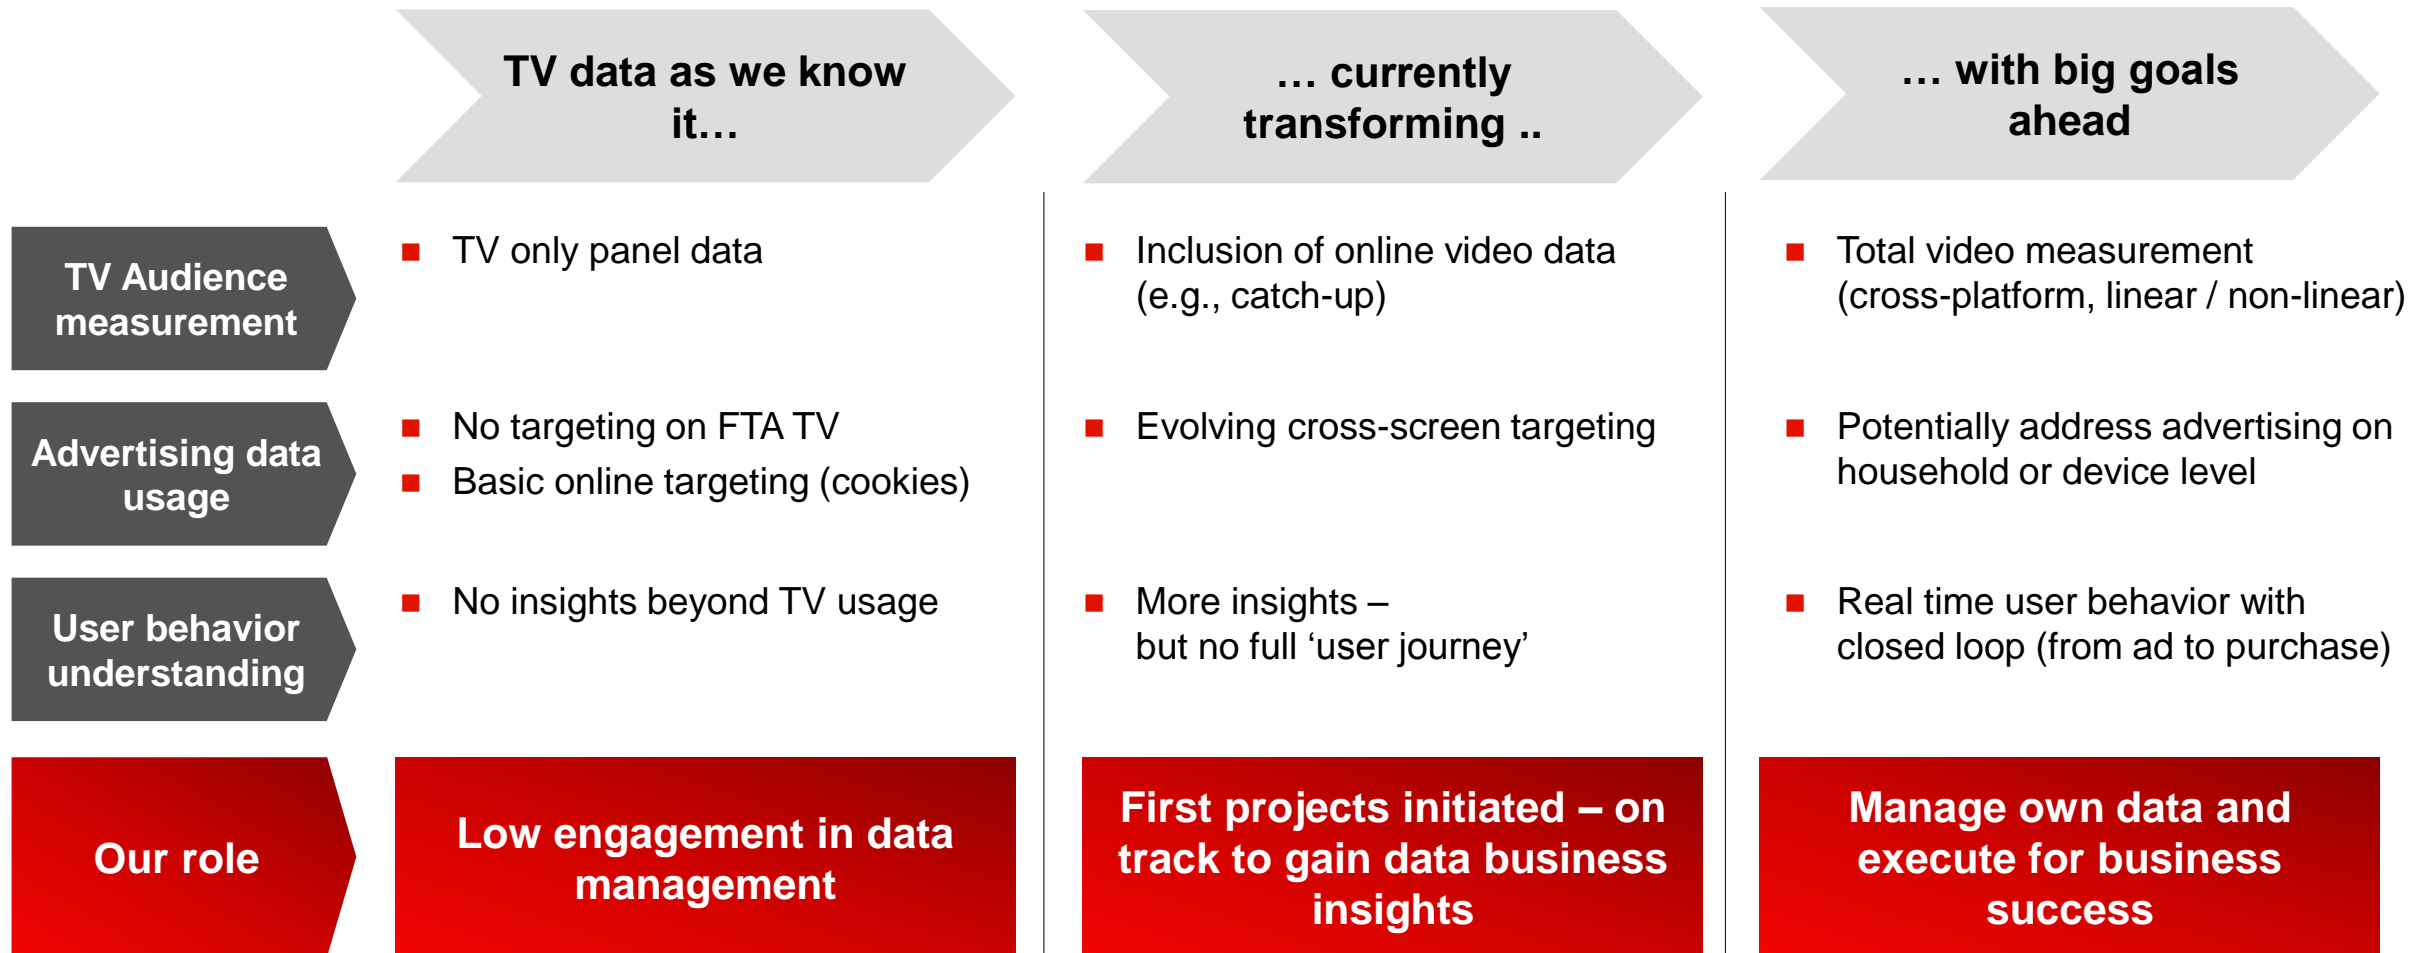 TV data as we know
it…
… currently
transforming ..
… with big goals
ahead
TV Audience
measurement
■ TV only panel data
■ Inclusion of online video data
(e.g., catch-up)
■ Total video measurement
(cross-platform, linear / non-linear)
Advertising data
usage
■ No targeting on FTA TV
■ Basic online targeting (cookies)
■ Evolving cross-screen targeting
■ Potentially address advertising on
household or device level
User behavior
understanding
■ No insights beyond TV usage
■ More insights –
but no full ‘user journey’
■ Real time user behavior with
closed loop (from ad to purchase)
Our role
Low engagement in data
management
First projects initiated – on
track to gain data business
insights
Manage own data and
execute for business
success